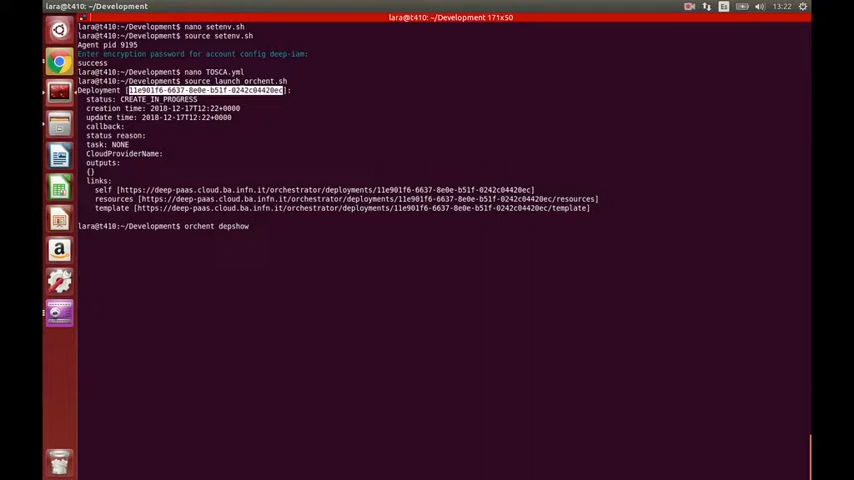 lara@t410: ~/Development
Es
13:22
lara@t410: ~/Development 171x50
lara@t410:~/Development$ nano setenv.sh
lara@t410:~/Development$ source setenv.sh
Agent pid 9195
Enter encryption password for account config deep-iam:
success
lara@t410:~/Development$ nano TOSCA.yml
lara@t410:~/Development$ source launch orchent.sh
Deployment [11e901f6-6637-8e0e-b51f-0242c04420ec]:
status: CREATE_IN_PROGRESS
creation time: 2018-12-17T12:22+0000
update time: 2018-12-17T12:22+0000
callback:
status reason:
task: NONE
CloudProviderName:
outputs:
{}
links:
self [https://deep-paas.cloud.ba.infn.it/orchestrator/deployments/11e901f6-6637-8e0e-b51f-0242c04420ec]
resources [https://deep-paas.cloud.ba.infn.it/orchestrator/deployments/11e901f6-6637-8e0e-b51f-0242c04420ec/resources]
template [https://deep-paas.cloud.ba.infn.it/orchestrator/deployments/11e901f6-6637-8e0e-b51f-0242c04420ec/template]
lara@t410:~/Development$ orchent depshow